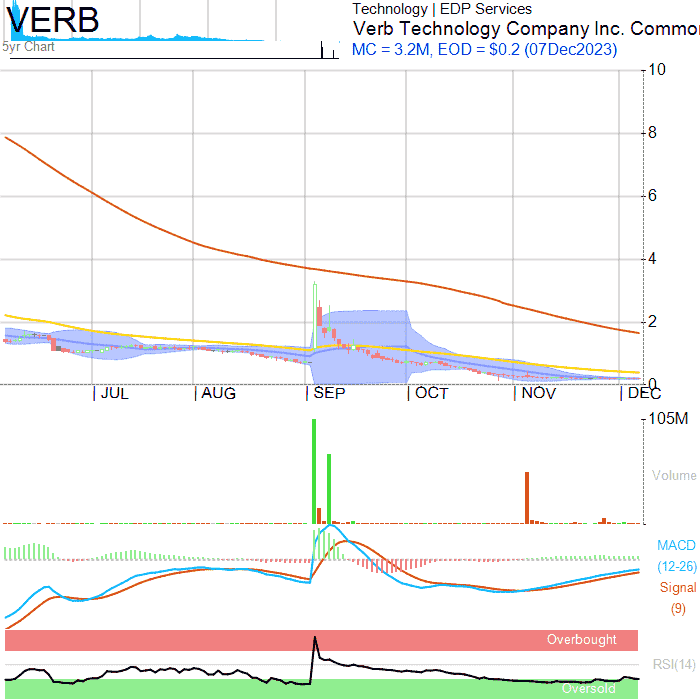 VERB
5yr Chart
Technology | EDP Services
Verb Technology Company Inc. Common
MC = 3.2M, EOD = $0.2 (07Dec2023)
10
8
6
4
2
0
JUL AUG SEP OCT NOV DEC
105M
Volume
MACD
(12-26)
Signal
(9)
Overbought
RSI(14)
Oversold